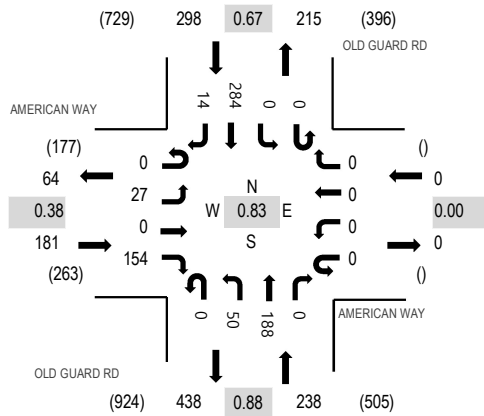 (729) 298 0.67 215 (396)
OLD GUARD RD
14 284 0 0
AMERICAN WAY
(177) ()
0 0
64 0
27 N 0
0.38 W 0.83 E 0.00
0 S 0
181 0
154 0
(263) ()
0 50 188 0
AMERICAN WAY
OLD GUARD RD
(924) 438 0.88 238 (505)